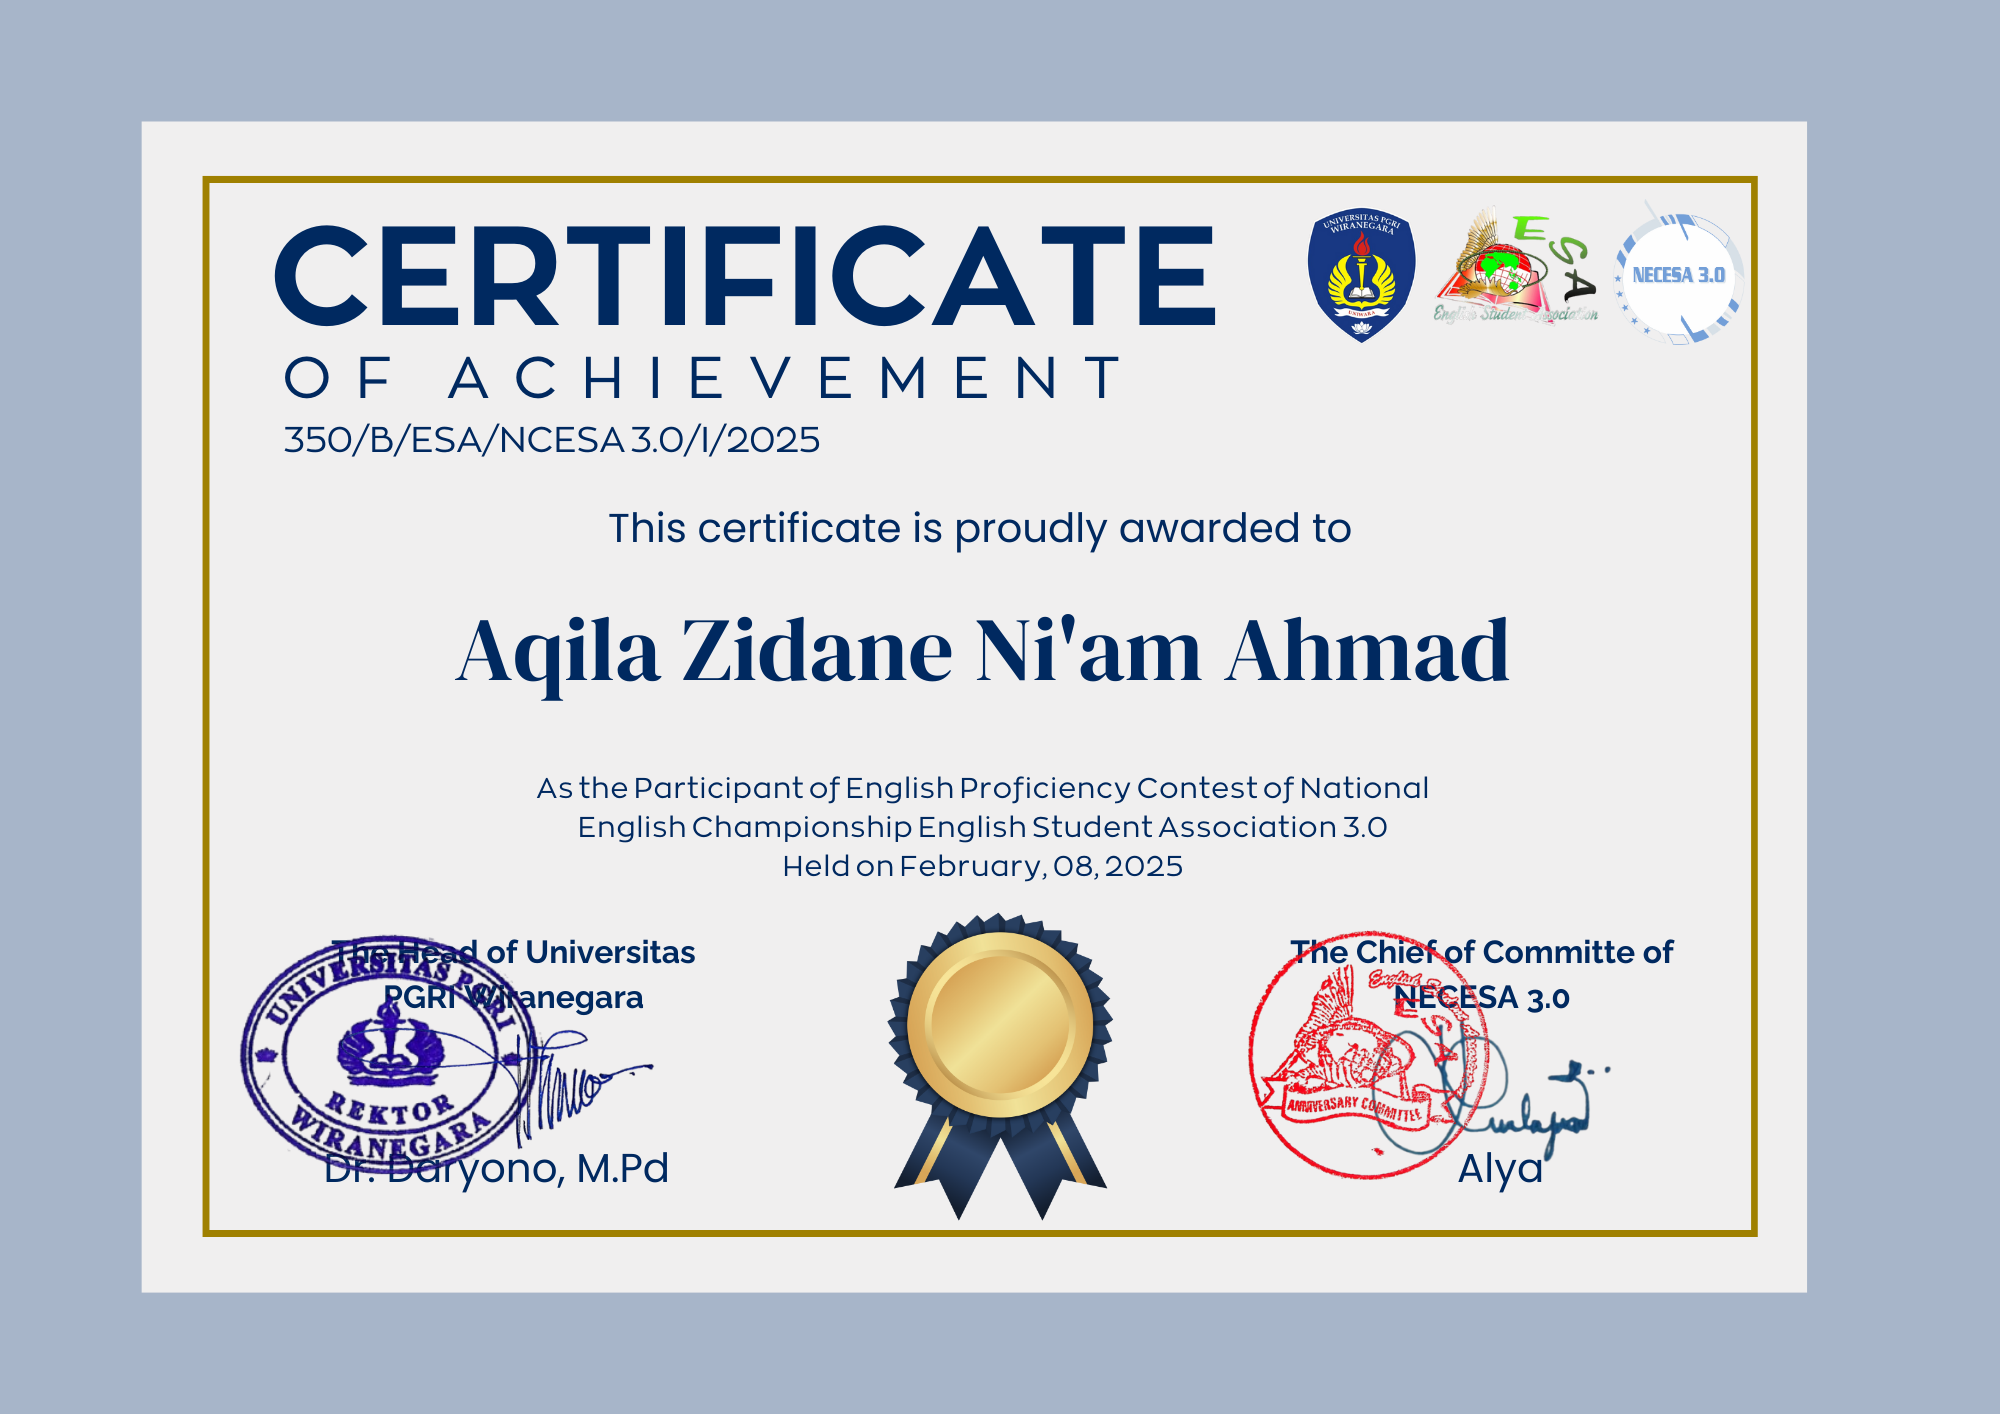 CERTIFICATE
OF ACHIEVEMENT
350/B/ESA/NCESA 3.0/I/2025
UNIVERSITAS PGRI
WIRANEGARA
UNIWARA
ESA
English Student Association
NECESA 3.0
This certificate is proudly awarded to
Aqila Zidane Ni'am Ahmad
As the Participant of English Proficiency Contest of National
English Championship English Student Association 3.0
Held on February, 08, 2025
The Head of Universitas
PGRI Wiranegara
UNIVERSITAS PGRI
REKTOR
WIRANEGARA
Dr. Daryono, M.Pd
The Chief of Committe of
NECESA 3.0
English Student
ESA
ANNIVERSARY COMMITTEE
Alya